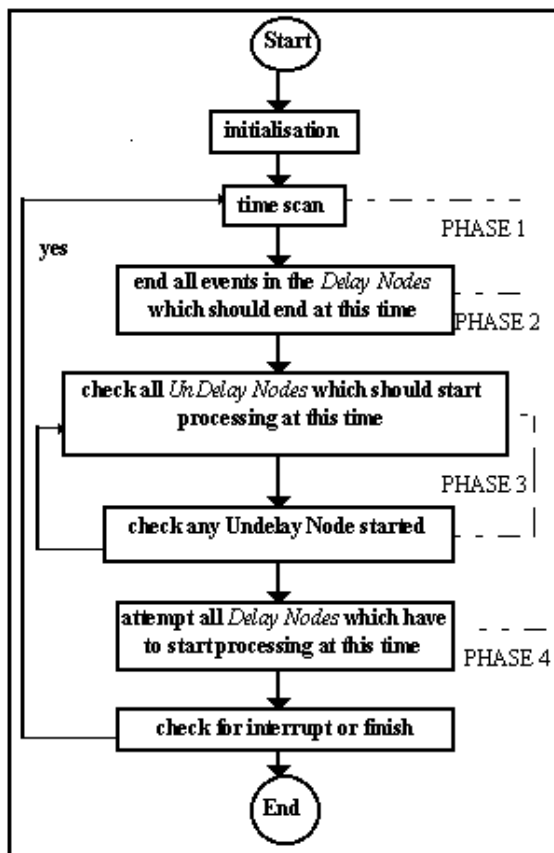 Start
initialisation
time scan
PHASE 1
yes
end all events in the Delay Nodes
which should end at this time
PHASE 2
check all UnDelay Nodes which should start
processing at this time
PHASE 3
check any Undelay Node started
attempt all Delay Nodes which have
to start processing at this time
PHASE 4
check for interrupt or finish
End